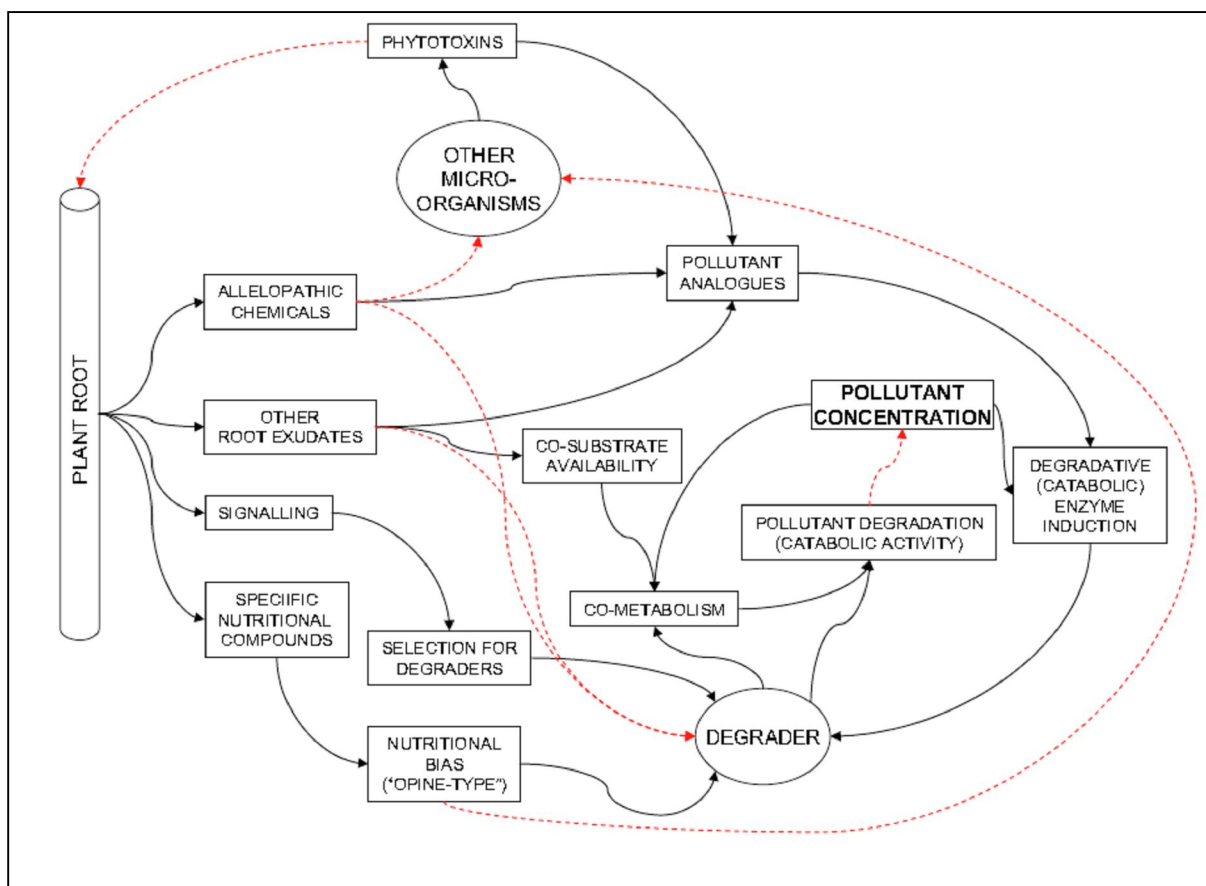 PHYTOTOXINS
OTHER
MICRO-
ORGANISMS
PLANT ROOT
ALLELOPATHIC
CHEMICALS
POLLUTANT
ANALOGUES
OTHER
ROOT EXUDATES
CO-SUBSTRATE
AVAILABILITY
POLLUTANT
CONCENTRATION
DEGRADATIVE
(CATABOLIC)
ENZYME
INDUCTION
SIGNALLING
POLLUTANT DEGRADATION
(CATABOLIC ACTIVITY)
SPECIIFIC
NUTRITIONAL
COMPOUNDS
CO-METABOLISM
SELECTION FOR
DEGRADERS
DEGRADER
NUTRITIONAL
BIAS
("OPINE-TYPE")